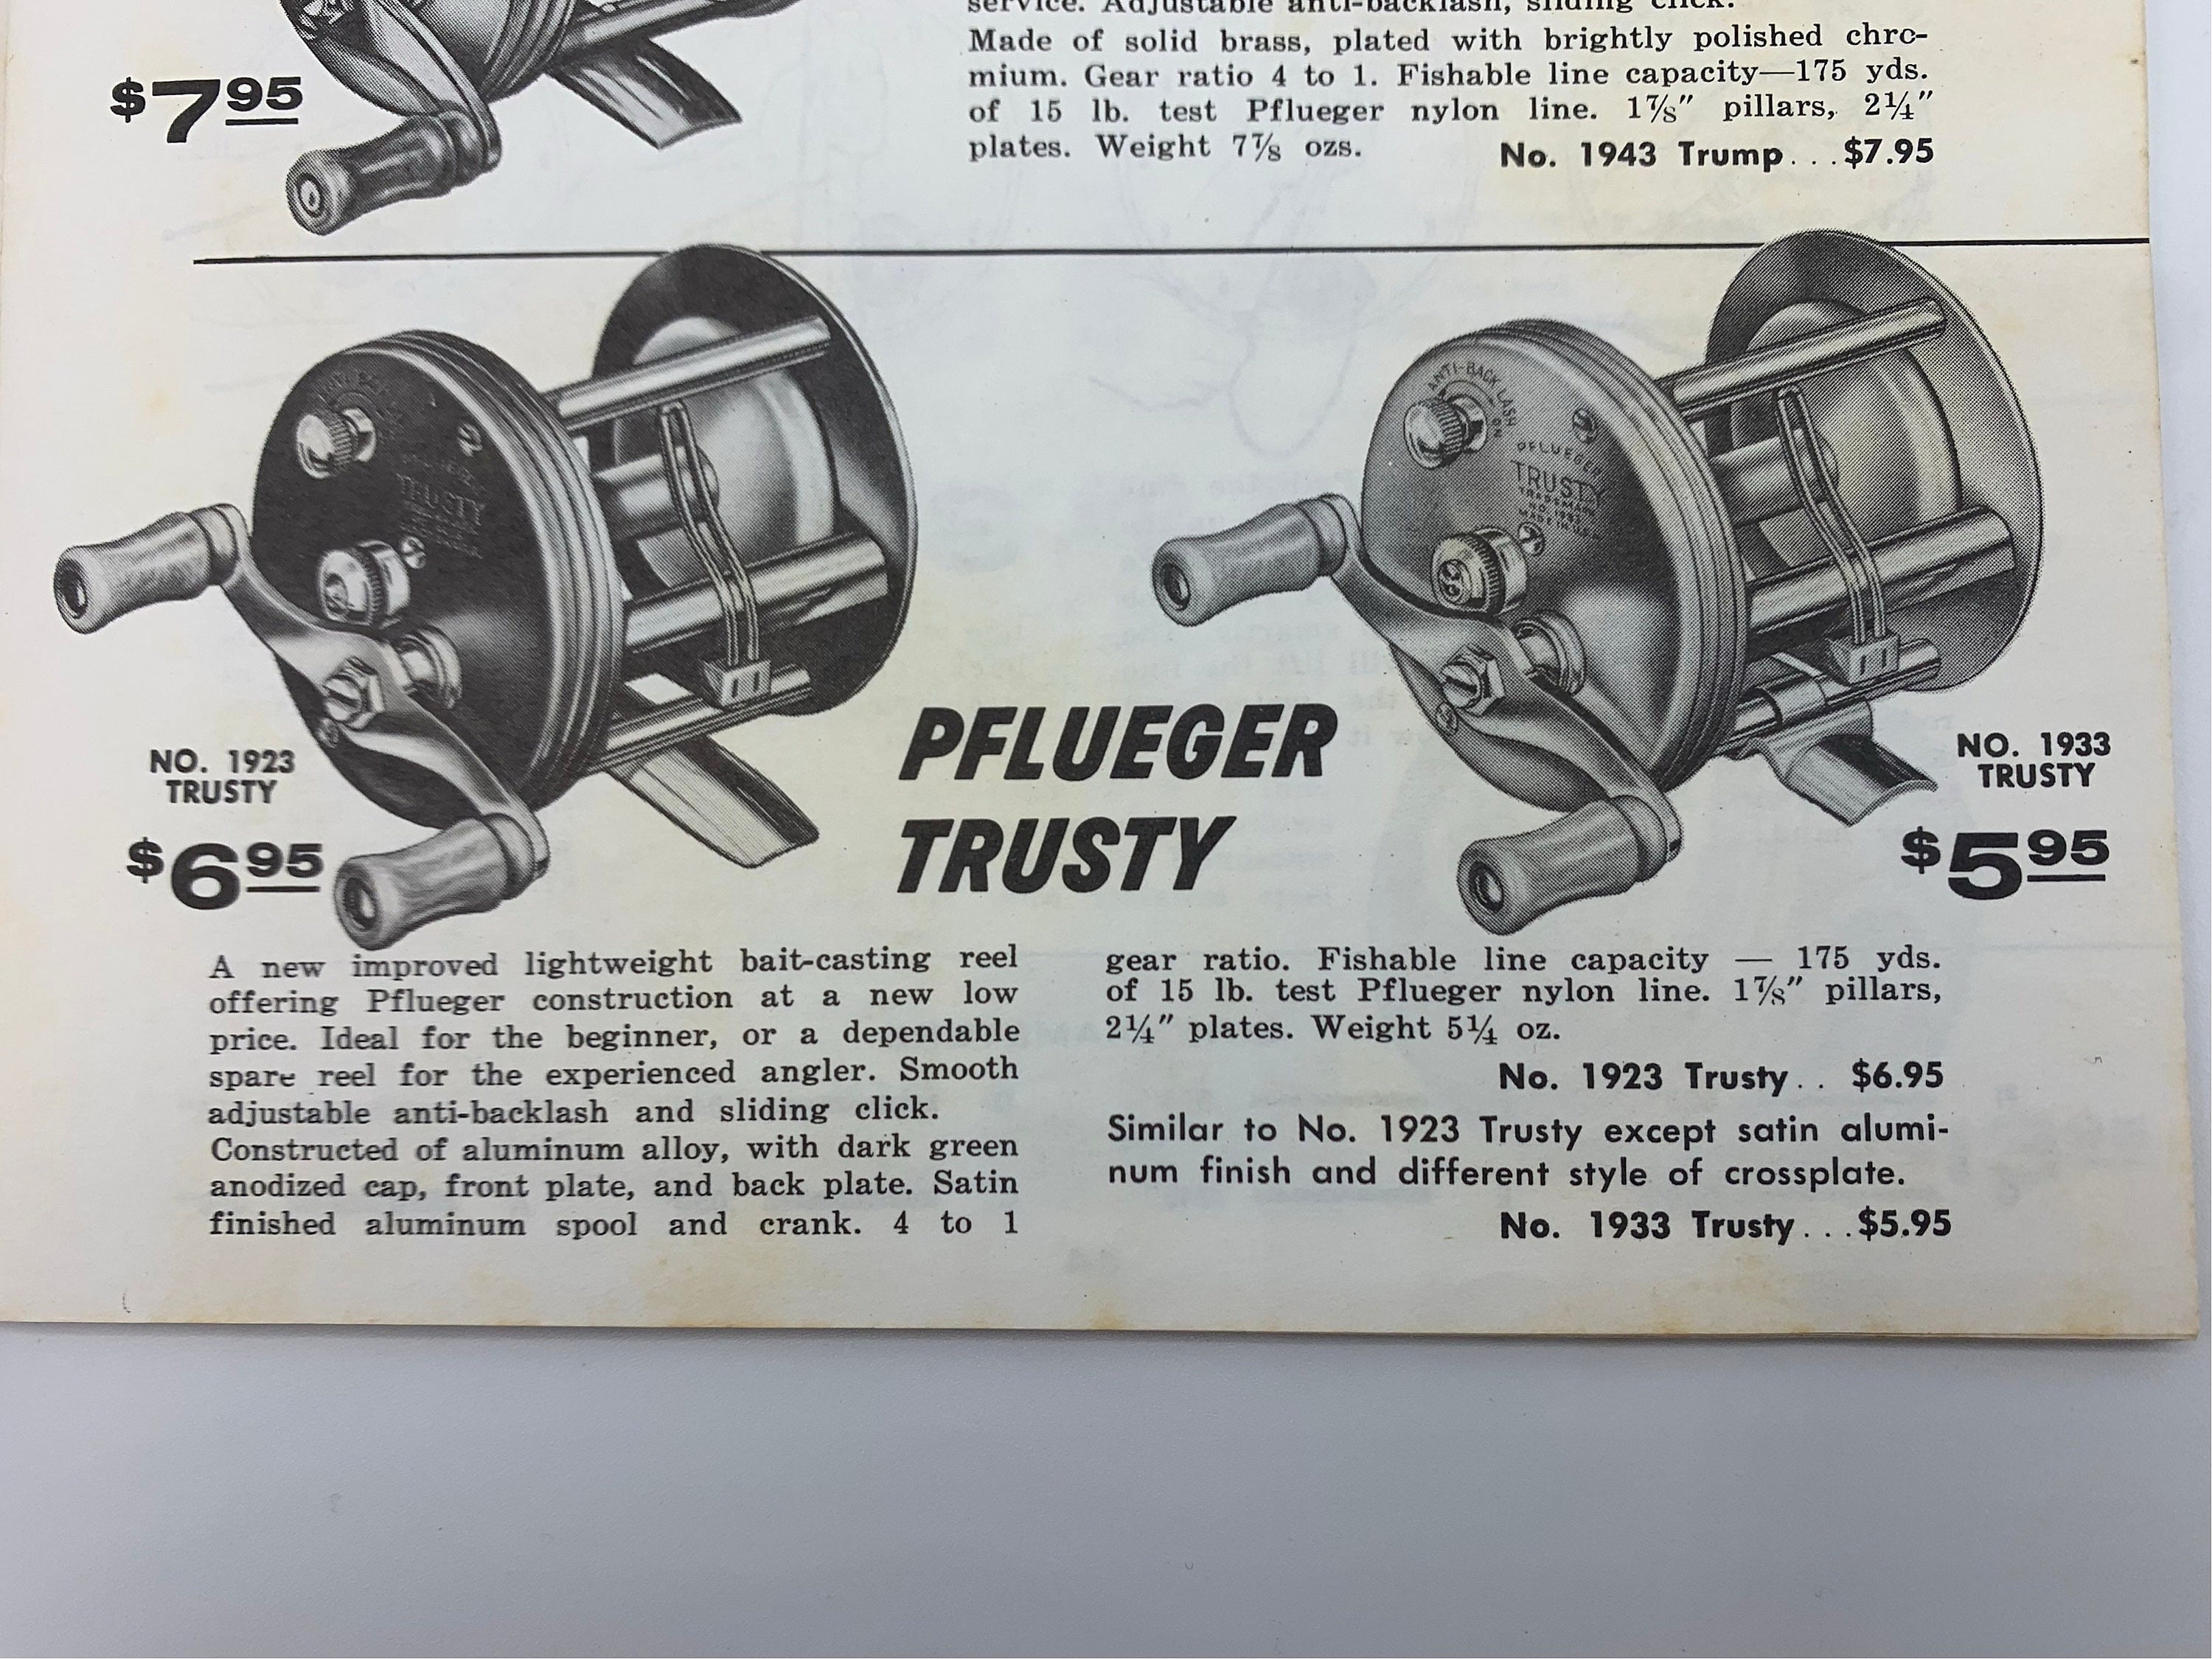 service. Adjustable anti-backlash, sliding click.
Made of solid brass, plated with brightly polished chro-
mium. Gear ratio 4 to 1. Fishable line capacity—175 yds.
of 15 lb. test Pflueger nylon line. 1⅞″ pillars, 2¼″
plates. Weight 7⅞ ozs.
No. 1943 Trump...$7.95
$7.95
ANTI-BACKLASH
TRUSTY
ANTI-BACK LASH
ON
PFLUEGER
TRUSTY
TRADEMARK
MADE IN U.S.A.
PFLUEGER
TRUSTY
NO. 1923
TRUSTY
$6.95
NO. 1933
TRUSTY
$5.95
A new improved lightweight bait-casting reel
offering Pflueger construction at a new low
price. Ideal for the beginner, or a dependable
spare reel for the experienced angler. Smooth
adjustable anti-backlash and sliding click.
Constructed of aluminum alloy, with dark green
anodized cap, front plate, and back plate. Satin
finished aluminum spool and crank. 4 to 1
gear ratio. Fishable line capacity — 175 yds.
of 15 lb. test Pflueger nylon line. 1⅞″ pillars,
2¼″ plates. Weight 5¼ oz.
No. 1923 Trusty.. $6.95
Similar to No. 1923 Trusty except satin alumi-
num finish and different style of crossplate.
No. 1933 Trusty...$5.95